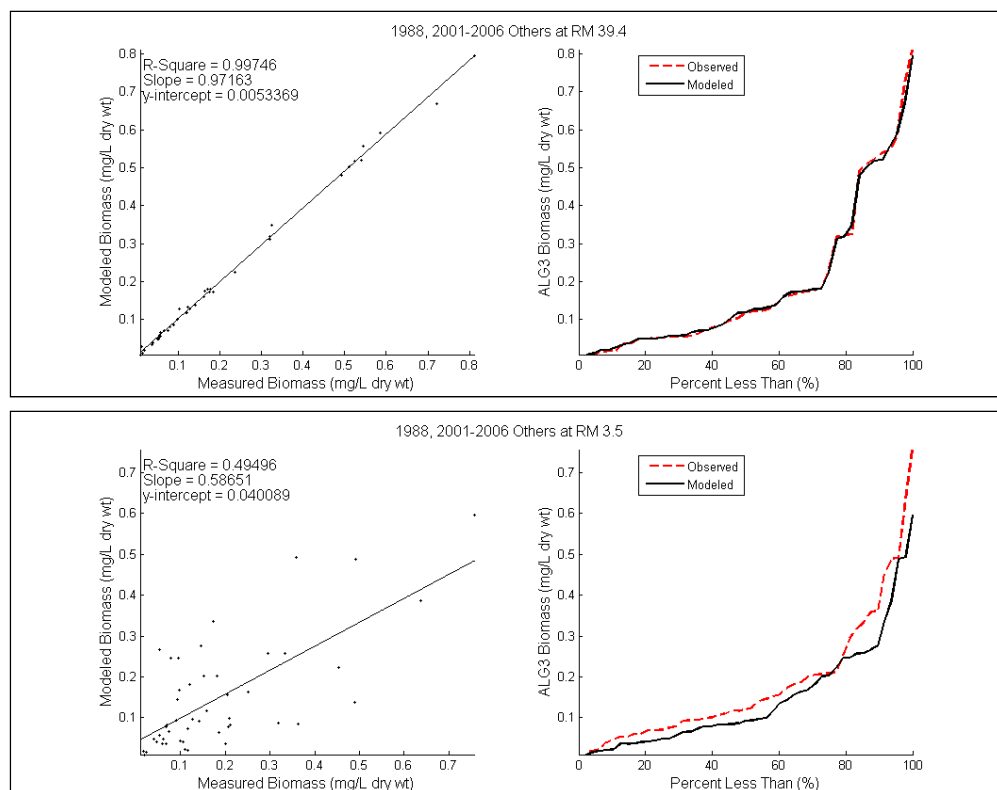 1988, 2001-2006 Others at RM 39.4
R-Square = 0.99746
Slope = 0.97163
y-intercept = 0.0053369
Modeled Biomass (mg/L dry wt)
0.8
0.7
0.6
0.5
0.4
0.3
0.2
0.1
0.1 0.2 0.3 0.4 0.5 0.6 0.7 0.8
Measured Biomass (mg/L dry wt)
Observed
Modeled
ALG3 Biomass (mg/L dry wt)
0.8
0.7
0.6
0.5
0.4
0.3
0.2
0.1
0 20 40 60 80 100
Percent Less Than (%)
1988, 2001-2006 Others at RM 3.5
R-Square = 0.49496
Slope = 0.58651
y-intercept = 0.040089
Modeled Biomass (mg/L dry wt)
0.7
0.6
0.5
0.4
0.3
0.2
0.1
0.1 0.2 0.3 0.4 0.5 0.6 0.7
Measured Biomass (mg/L dry wt)
Observed
Modeled
ALG3 Biomass (mg/L dry wt)
0.7
0.6
0.5
0.4
0.3
0.2
0.1
0 20 40 60 80 100
Percent Less Than (%)